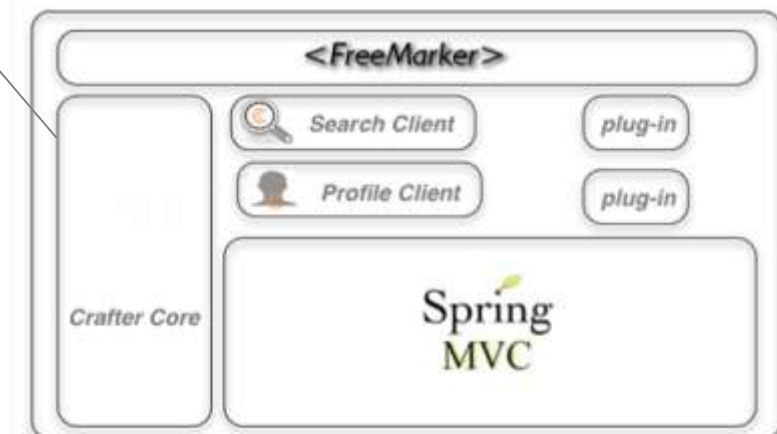 <FreeMarker>
Search Client
plug-in
Profile Client
plug-in
Crafter Core
Spring
MVC